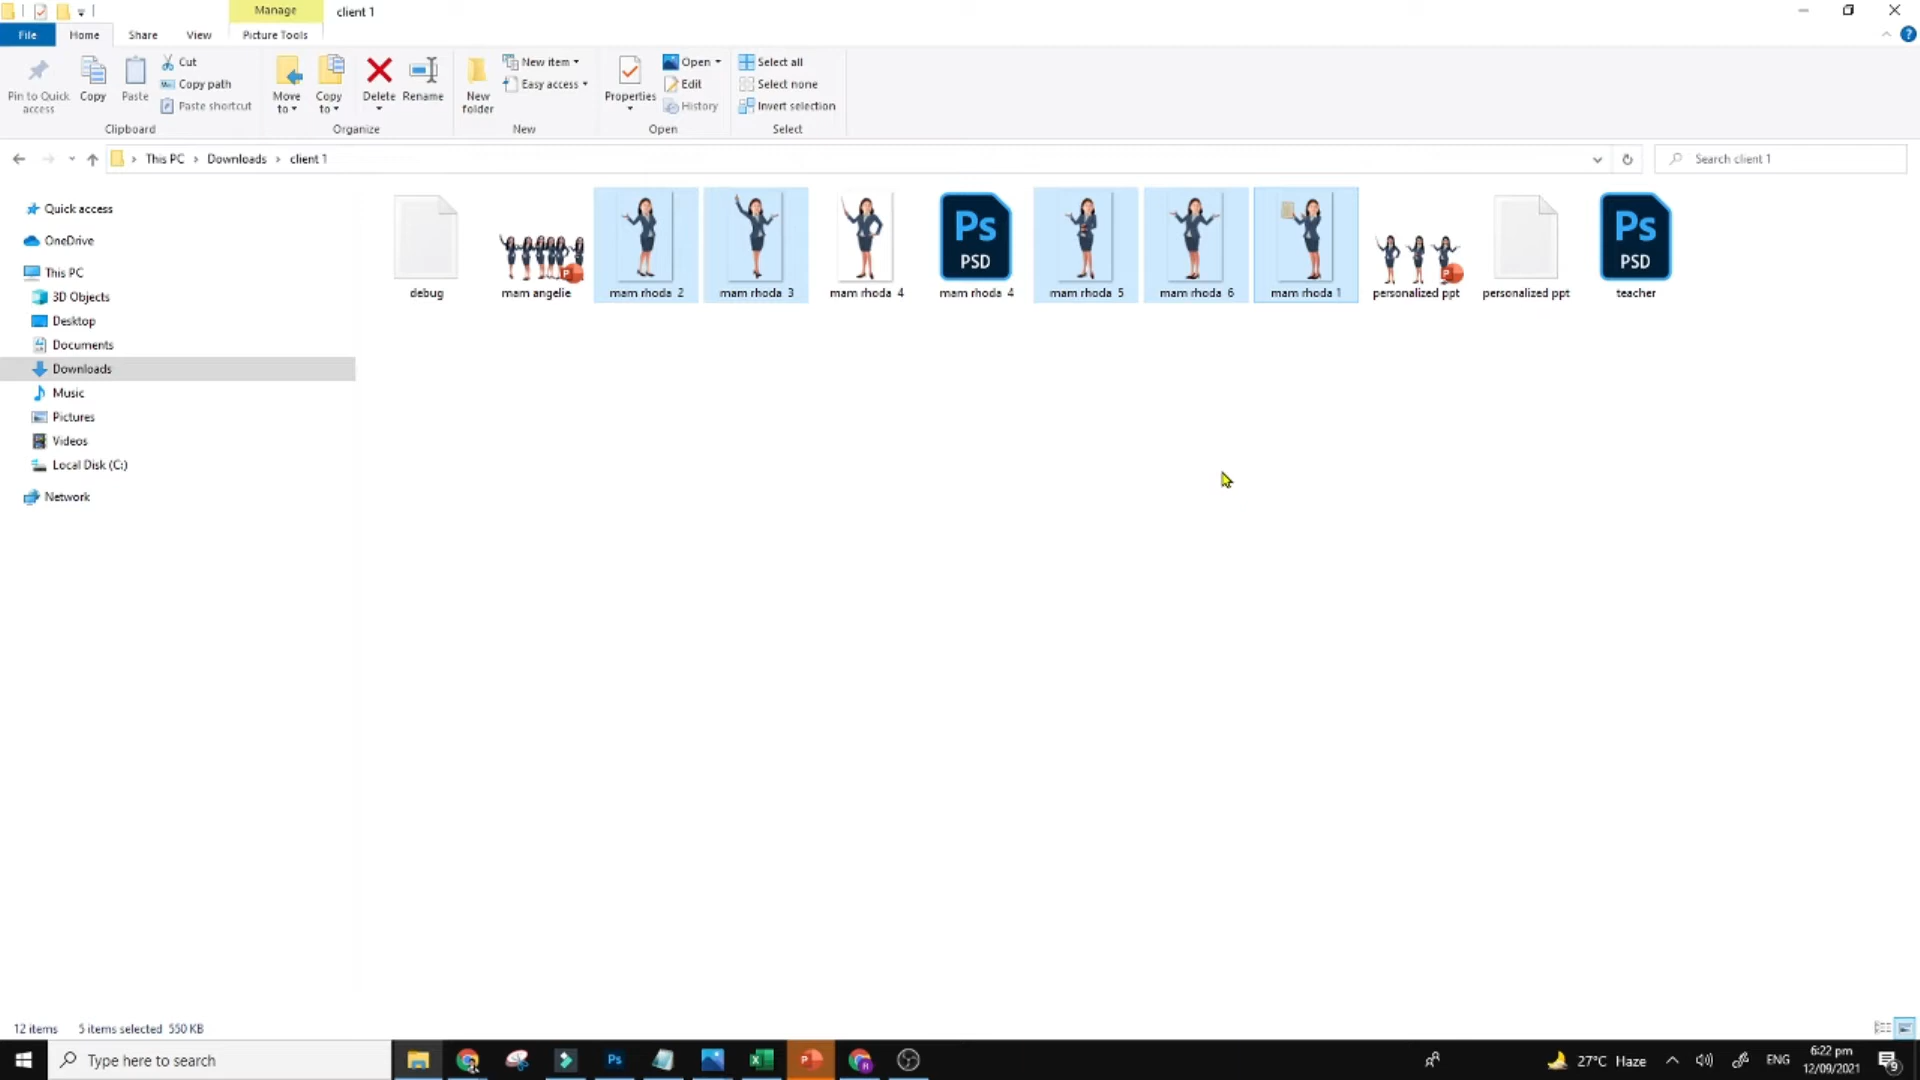 Manage
client 1
File
Home
Share
View
Picture Tools
Pin to Quick
access
Copy
Paste
Cut
Copy path
Paste shortcut
Clipboard
Move
to
Copy
to
Delete
Rename
Organize
New
folder
New item
Easy access
New
Properties
Open
Edit
History
Open
Select all
Select none
Invert selection
Select
This PC
Downloads
client 1
Search client 1
Quick access
OneDrive
This PC
3D Objects
Desktop
Documents
Downloads
Music
Pictures
Videos
Local Disk (C:)
Network
Ps
PSD
Ps
PSD
debug
mam angelie
mam rhoda 2
mam rhoda 3
mam rhoda 4
mam rhoda 4
mam rhoda 5
mam rhoda 6
mam rhoda 1
personalized ppt
personalized ppt
teacher
12 items
5 items selected 550 KB
Type here to search
Ps
ENG
27°C Haze
6:22 pm
12/09/2021
9